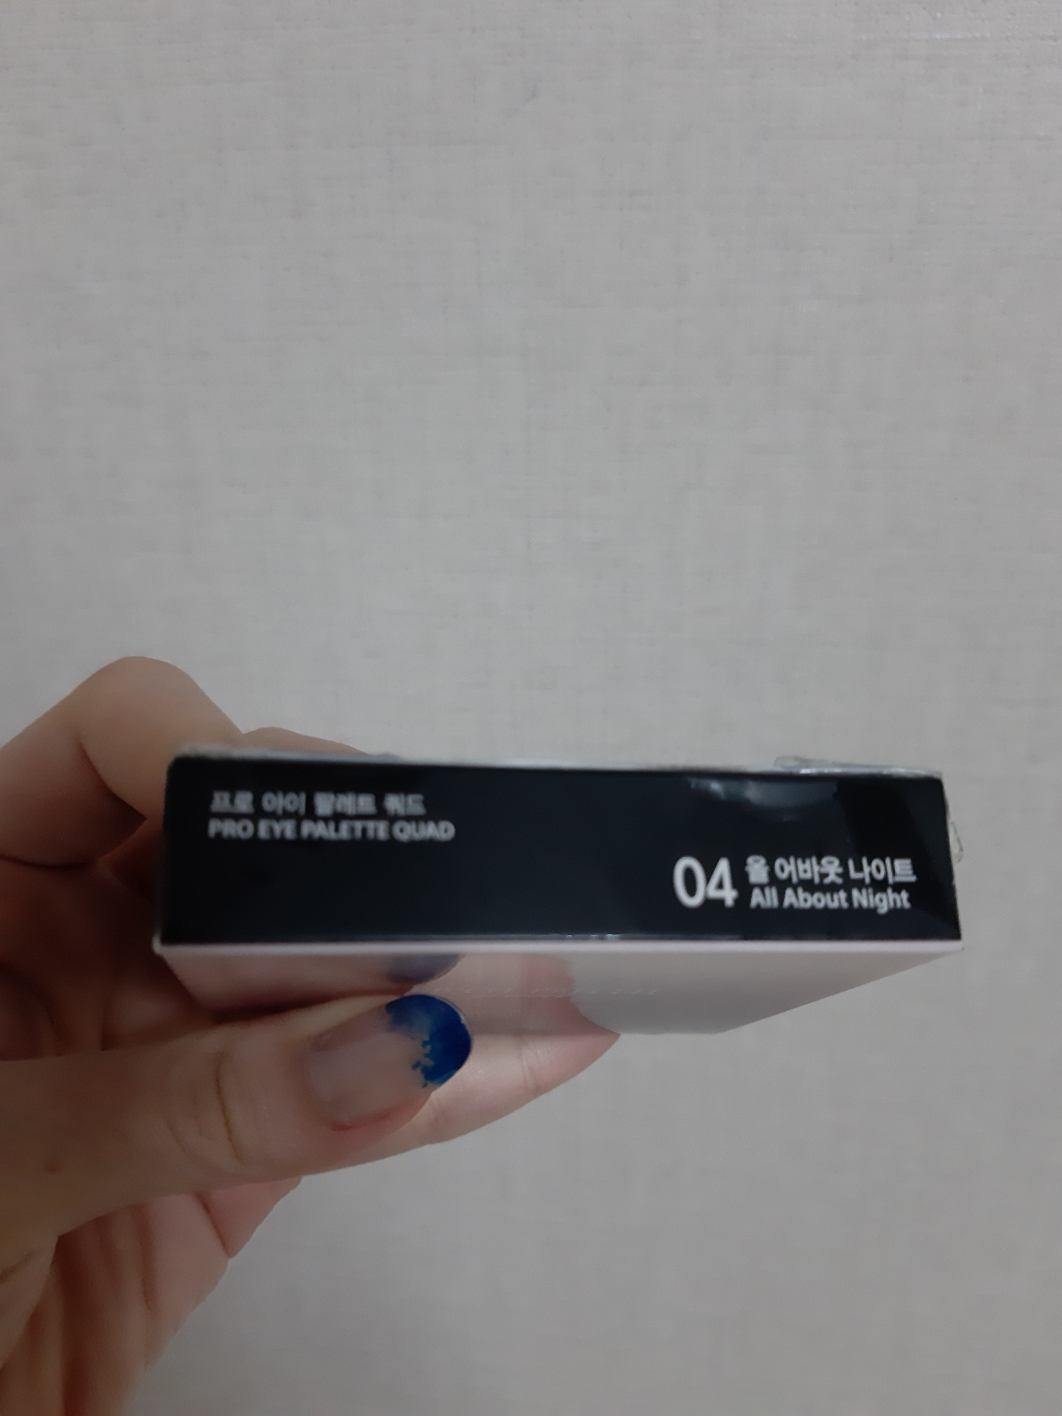 프로 아이 팔레트 쿼드
PRO EYE PALETTE QUAD
04 올 어바웃 나이트
All About Night